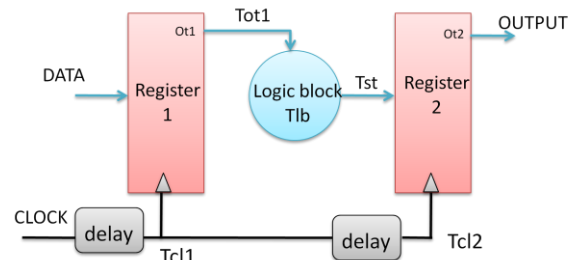 Tot1
OUTPUT
Ot1
Ot2
DATA
Register
1
Logic block
Tlb
Tst
Register
2
CLOCK
delay
Tcl1
delay
Tcl2